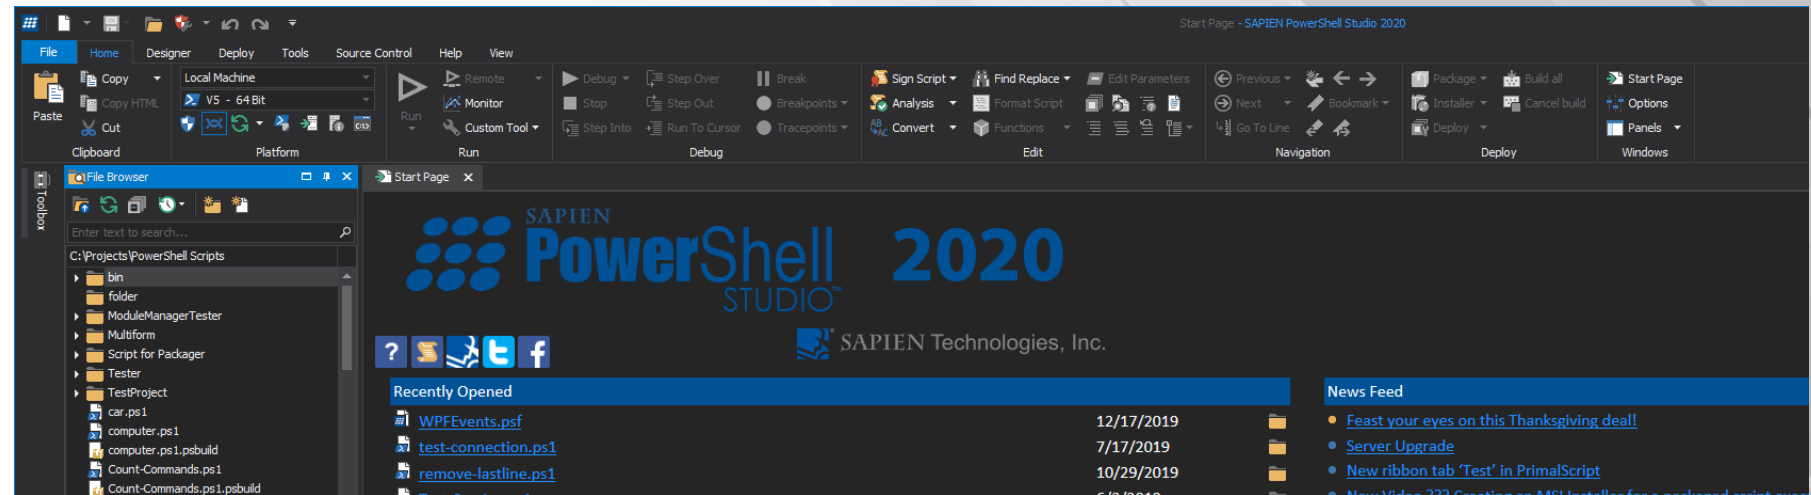 Start Page - SAPIEN PowerShell Studio 2020
File Home Designer Deploy Tools Source Control Help View
Copy Local Machine Remote Debug Step Over Break Sign Script Find Replace Edit Parameters Previous Package Build all Start Page
Copy HTML V5 - 64 Bit Monitor Stop Step Out Breakpoints Analysis Format Script Next Bookmark Installer Cancel build Options
Paste Cut Run Custom Tool Step Into Run To Cursor Tracepoints Convert Functions Go To Line Deploy Panels
Clipboard Platform Run Debug Edit Navigation Deploy Windows
Toolbox
File Browser
Enter text to search...
C:\Projects\PowerShell Scripts
bin
folder
ModuleManagerTester
Multiform
Script for Packager
Tester
TestProject
car.ps1
computer.ps1
computer.ps1.psbuild
Count-Commands.ps1
Count-Commands.ps1.psbuild
Start Page
SAPIEN
PowerShell 2020
STUDIO™
SAPIEN Technologies, Inc.
Recently Opened
WPFEvents.psf 12/17/2019
test-connection.ps1 7/17/2019
remove-lastline.ps1 10/29/2019
News Feed
Feast your eyes on this Thanksgiving deal!
Server Upgrade
New ribbon tab ‘Test’ in PrimalScript